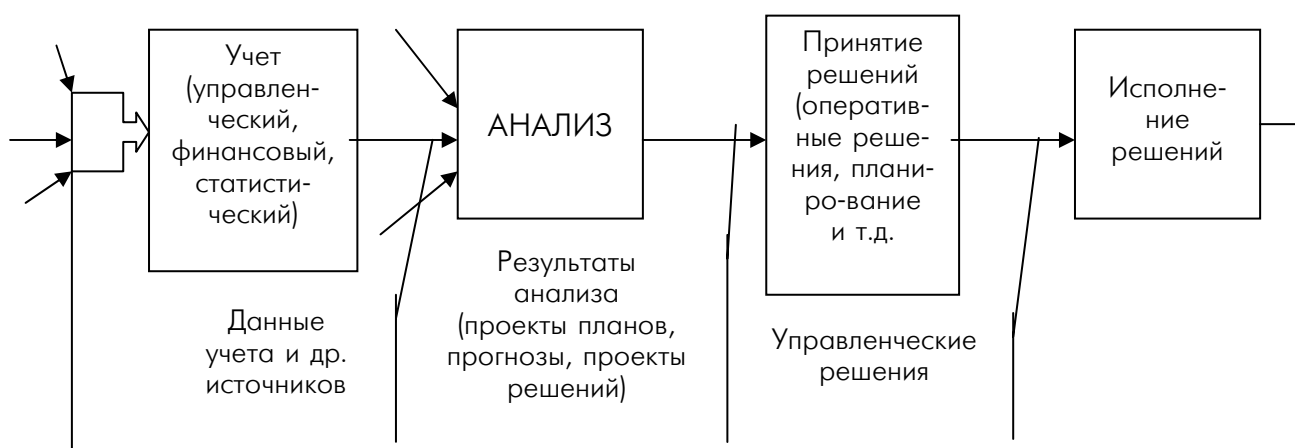 Учет
(управлен-
ческий,
финансовый,
статисти-
ческий)
АНАЛИЗ
Принятие
решений
(оператив-
ные реше-
ния, плани-
ро-вание
и т.д.
Исполне-
ние
решений
Данные
учета и др.
источников
Результаты
анализа
(проекты планов,
прогнозы, проекты
решений)
Управленческие
решения